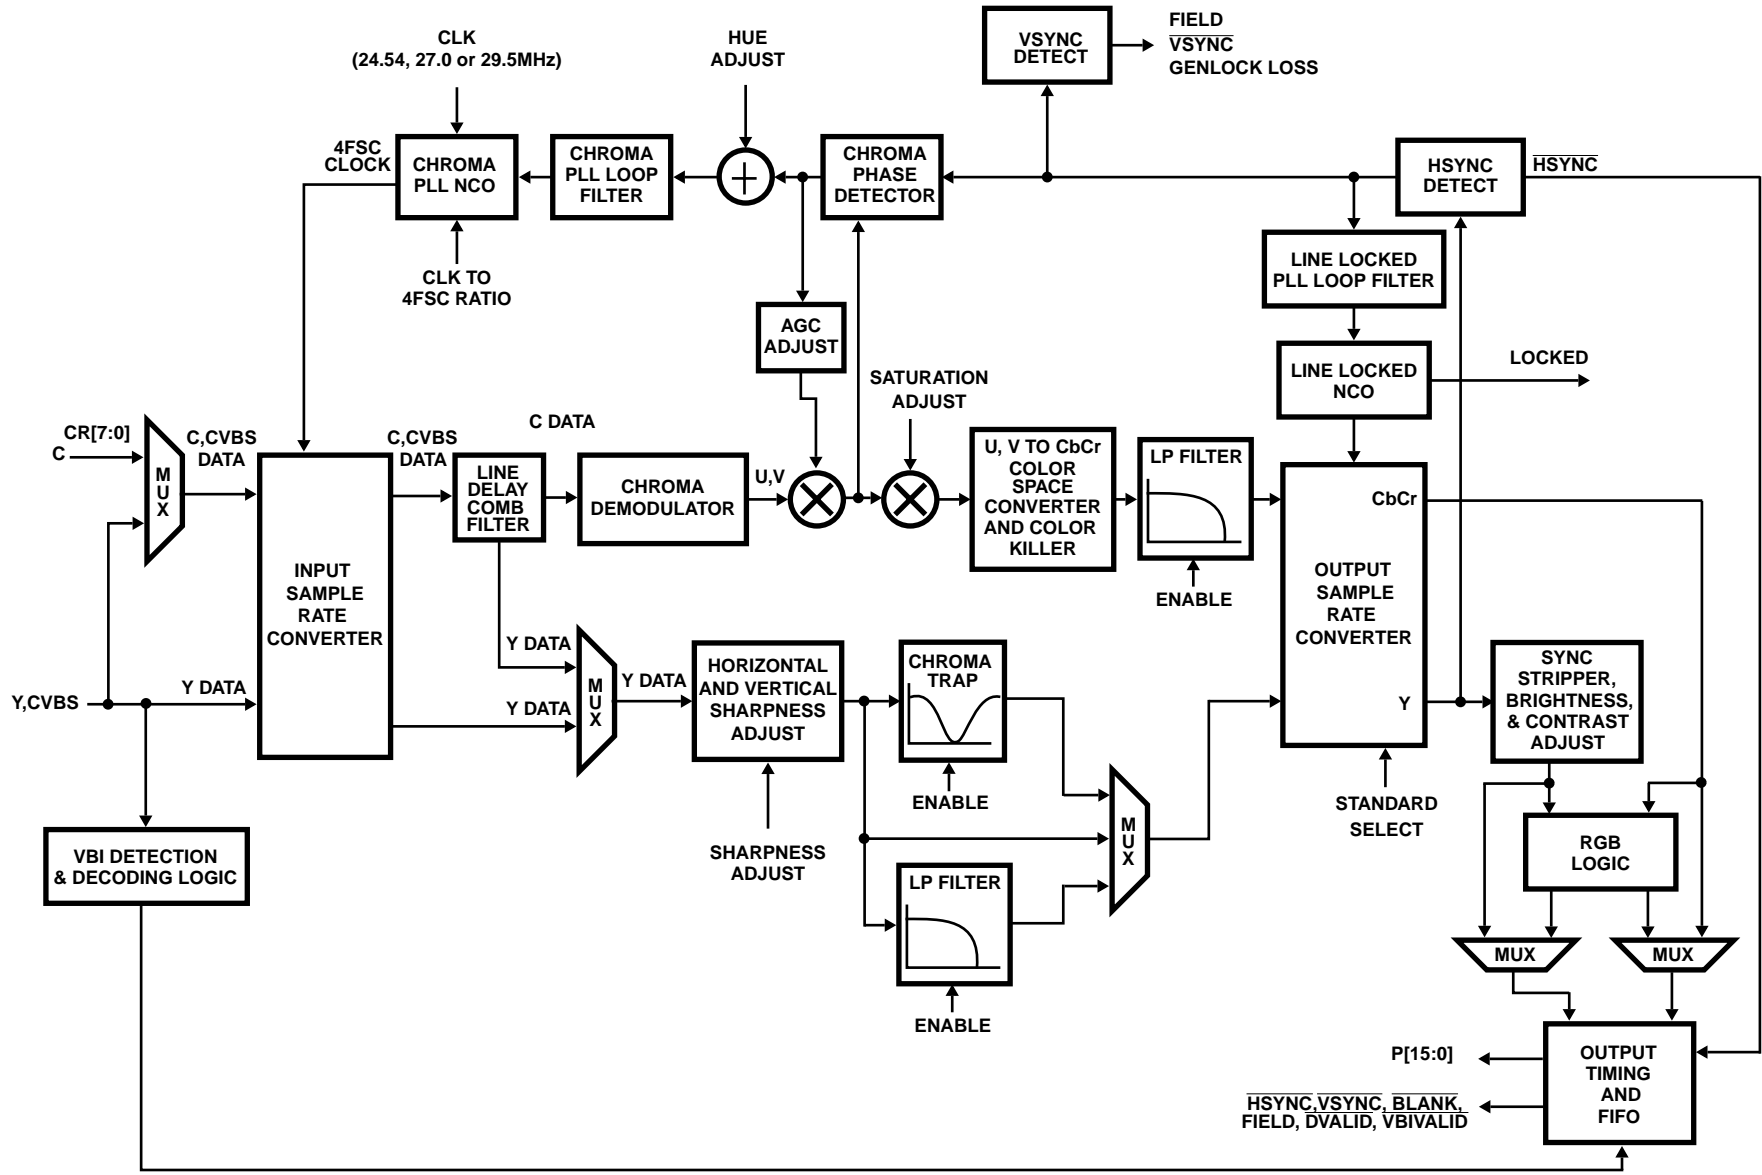 CLK
(24.54, 27.0 or 29.5MHz)
HUE
ADJUST
VSYNC
DETECT
FIELD
VSYNC
GENLOCK LOSS
4FSC
CLOCK
CHROMA
PLL NCO
CHROMA
PLL LOOP
FILTER
CHROMA
PHASE
DETECTOR
HSYNC
DETECT
HSYNC
CLK TO
4FSC RATIO
LINE LOCKED
PLL LOOP FILTER
AGC
ADJUST
LINE LOCKED
NCO
LOCKED
SATURATION
ADJUST
CR[7:0]
C
MUX
C,CVBS
DATA
C,CVBS
DATA
C DATA
LINE
DELAY
COMB
FILTER
CHROMA
DEMODULATOR
U,V
U, V TO CbCr
COLOR
SPACE
CONVERTER
AND COLOR
KILLER
LP FILTER
ENABLE
CbCr
OUTPUT
SAMPLE
RATE
CONVERTER
Y
INPUT
SAMPLE
RATE
CONVERTER
Y,CVBS
Y DATA
Y DATA
Y DATA
MUX
Y DATA
HORIZONTAL
AND VERTICAL
SHARPNESS
ADJUST
CHROMA
TRAP
ENABLE
SYNC
STRIPPER,
BRIGHTNESS,
& CONTRAST
ADJUST
STANDARD
SELECT
SHARPNESS
ADJUST
MUX
VBI DETECTION
& DECODING LOGIC
LP FILTER
ENABLE
RGB
LOGIC
MUX
MUX
OUTPUT
TIMING
AND
FIFO
P[15:0]
HSYNC,VSYNC, BLANK,
FIELD, DVALID, VBIVALID